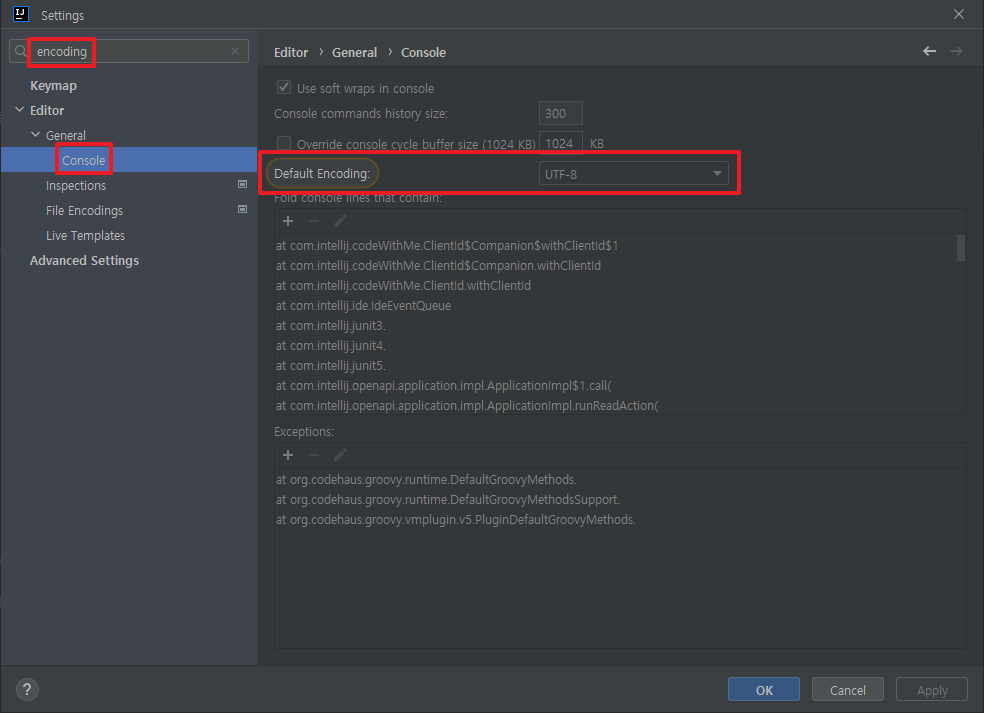 IJ
Settings
encoding
Keymap
Editor
General
Console
Inspections
File Encodings
Live Templates
Advanced Settings
Editor › General › Console
Use soft wraps in console
Console commands history size: 300
Override console cycle buffer size (1024 KB) 1024 KB
Default Encoding: UTF-8
Fold console lines that contain:
at com.intellij.codeWithMe.ClientId$Companion$withClientId$1
at com.intellij.codeWithMe.ClientId$Companion.withClientId
at com.intellij.codeWithMe.ClientId.withClientId
at com.intellij.ide.IdeEventQueue
at com.intellij.junit3.
at com.intellij.junit4.
at com.intellij.junit5.
at com.intellij.openapi.application.impl.ApplicationImpl$1.call(
at com.intellij.openapi.application.impl.ApplicationImpl.runReadAction(
Exceptions:
at org.codehaus.groovy.runtime.DefaultGroovyMethods.
at org.codehaus.groovy.runtime.DefaultGroovyMethodsSupport.
at org.codehaus.groovy.vmplugin.v5.PluginDefaultGroovyMethods.
?
OK
Cancel
Apply